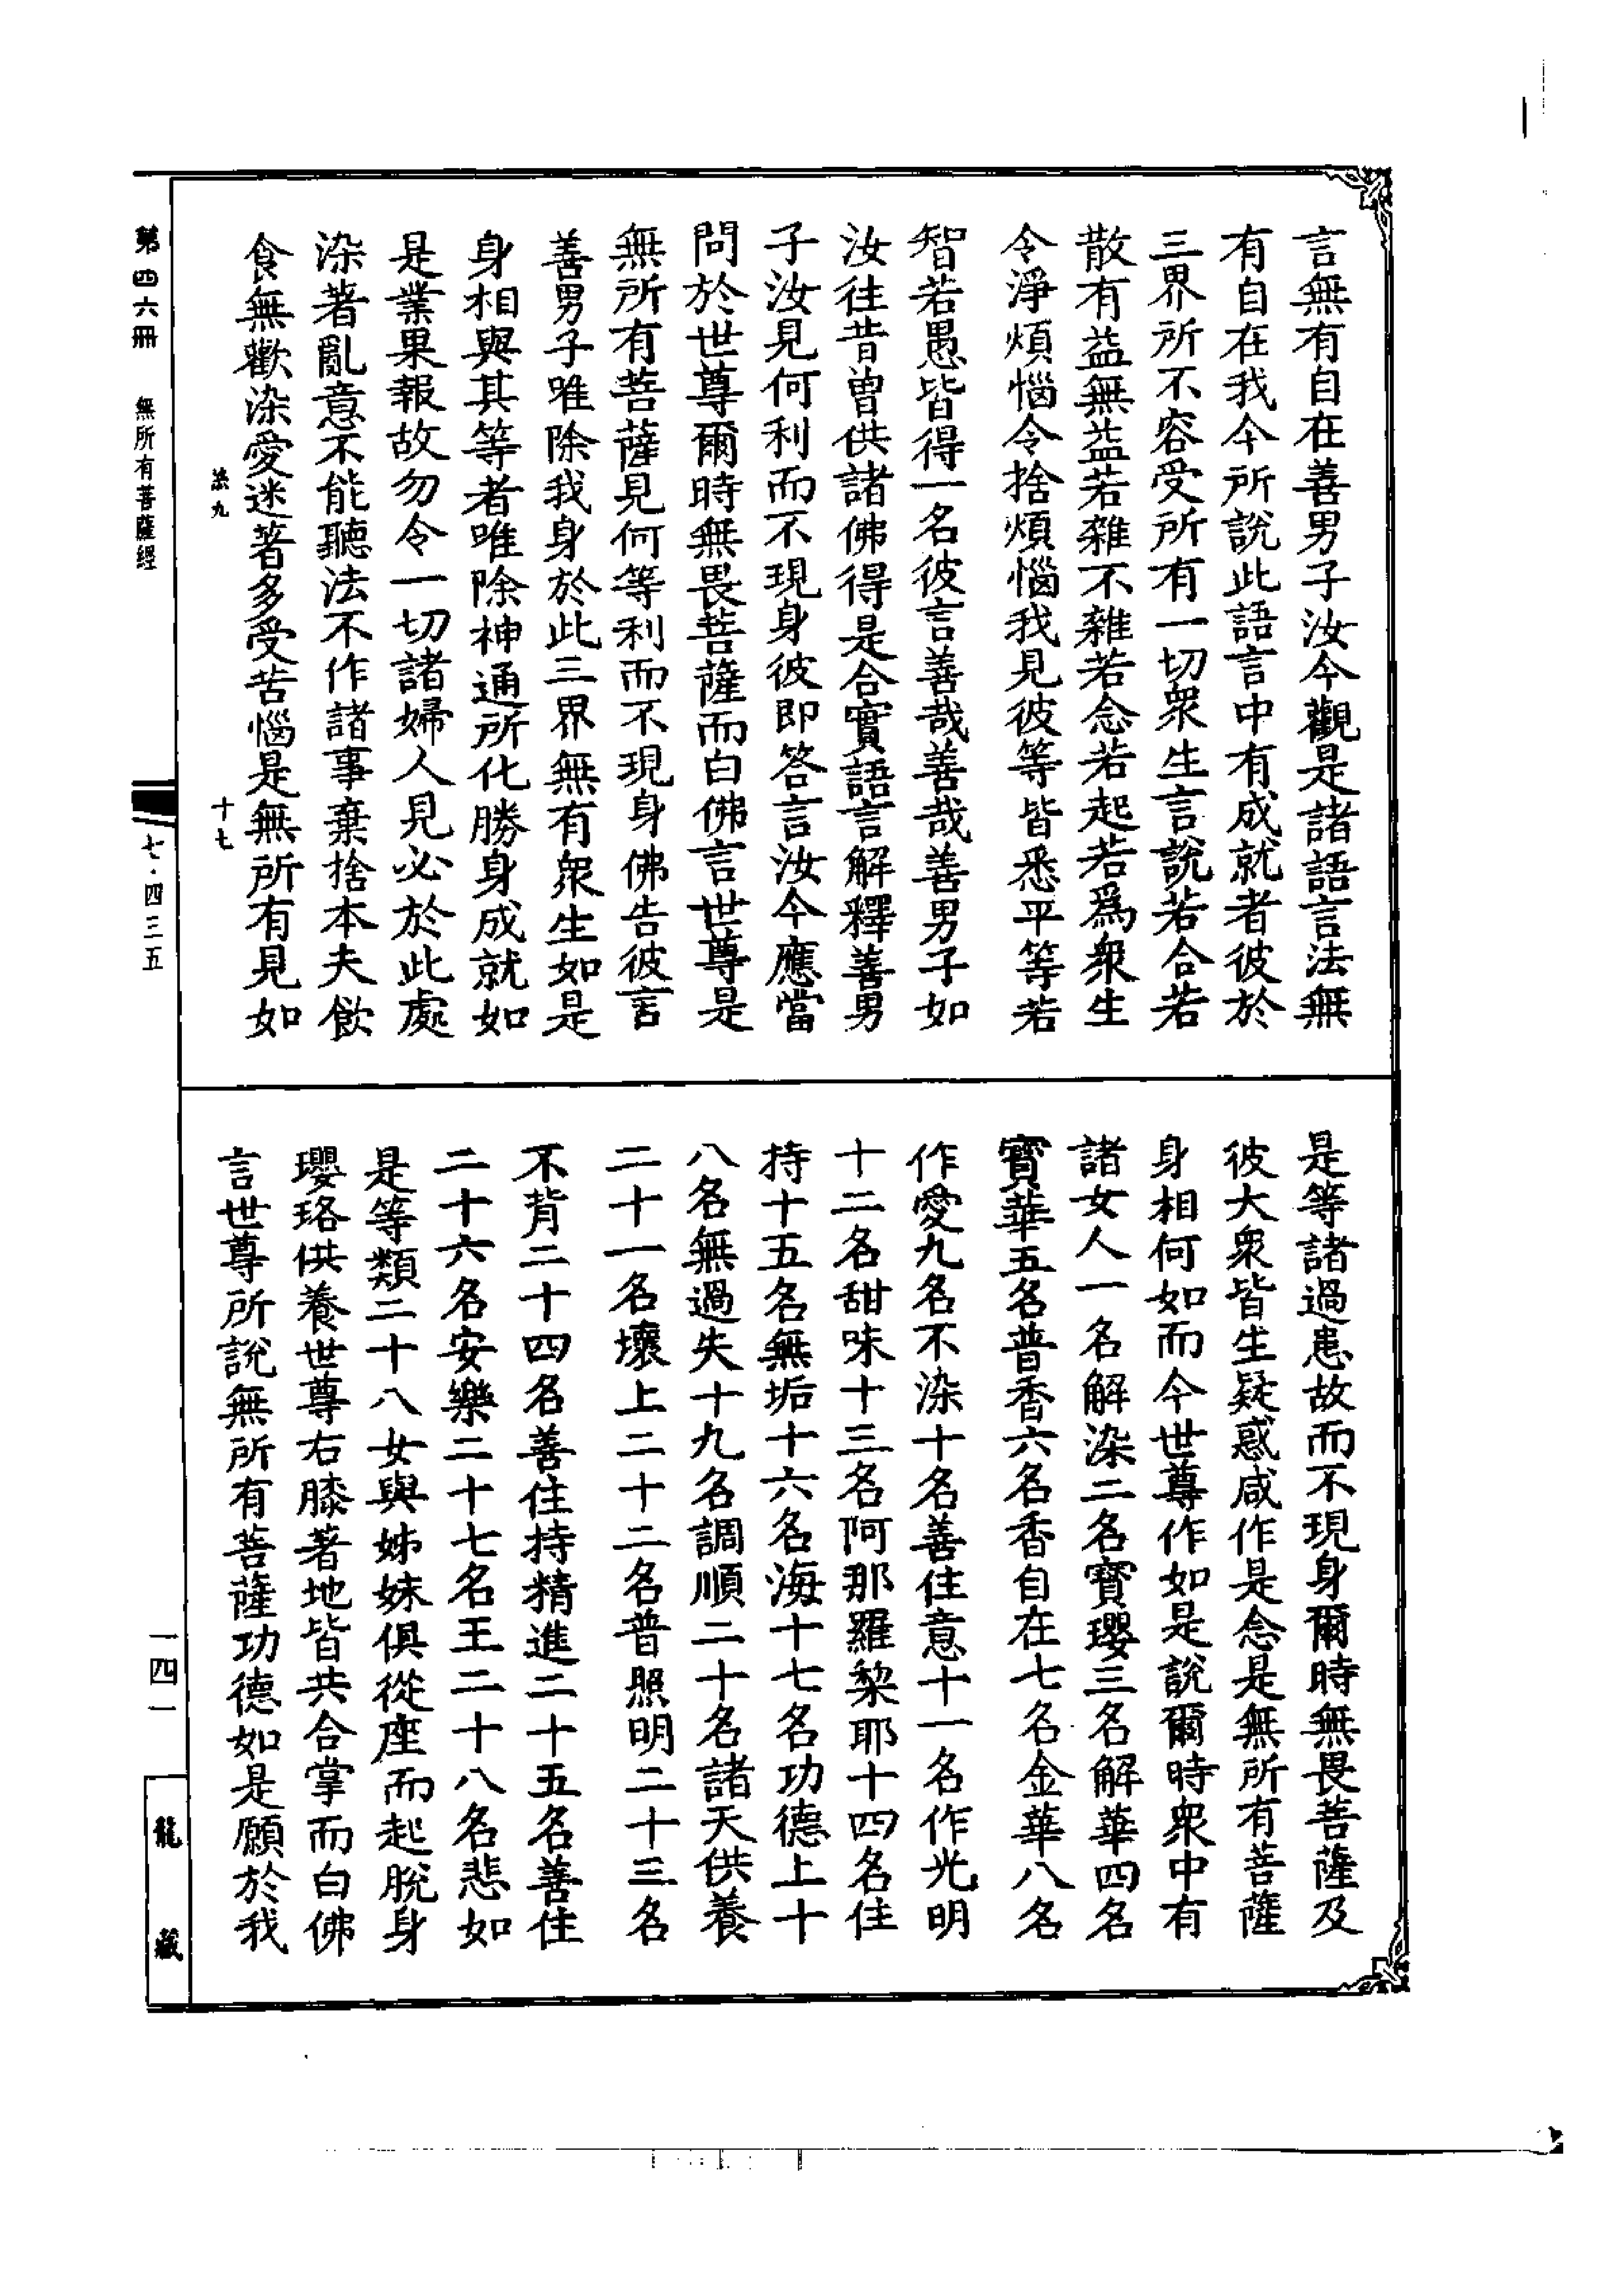 言無有自在善男子汝今觀是諸語言法無
有自在我今所說此語言中有成就者彼於
三界所不容受所有一切衆生言說若合若
散有益無益若雜不雜若念若起若爲衆生
令淨煩惱令捨煩惱我見彼等皆悉平等若
智若愚皆得一名彼言善哉善哉善男子如
汝往昔曾供諸佛得是合實語言解釋善男
子汝見何利而不現身彼即答言汝今應當
問於世尊爾時無畏菩薩而白佛言世尊是
無所有菩薩見何等利而不現身佛告彼言
善男子唯除我身於此三界無有衆生如是
身相與其等者唯除神通所化勝身成就如
是業果報故勿令一切諸婦人見必於此處
染著亂意不能聽法不作諸事棄捨本夫飲
食無歡染愛迷著多受苦惱是無所有見如
是等諸過患故而不現身爾時無畏菩薩及
彼大衆皆生疑惑咸作是念是無所有菩薩
身相何如而今世尊作如是說爾時衆中有
諸女人一名解染二名寶瓔三名解華四名
寶華五名普香六名香自在七名金華八名
作愛九名不染十名善住意十一名作光明
十二名甜味十三名阿那羅黎耶十四名住
持十五名無垢十六名海十七名功德上十
八名無過失十九名調順二十名諸天供養
二十一名壞上二十二名普照明二十三名
不背二十四名善住持精進二十五名善住
二十六名安樂二十七名王二十八名悲如
是等類二十八女與姊妹俱從座而起脫身
瓔珞供養世尊右膝著地皆共合掌而白佛
言世尊所說無所有菩薩功德如是願於我
第四六冊 無所有菩薩經
九
十七
七·四三五
一四一
龍藏